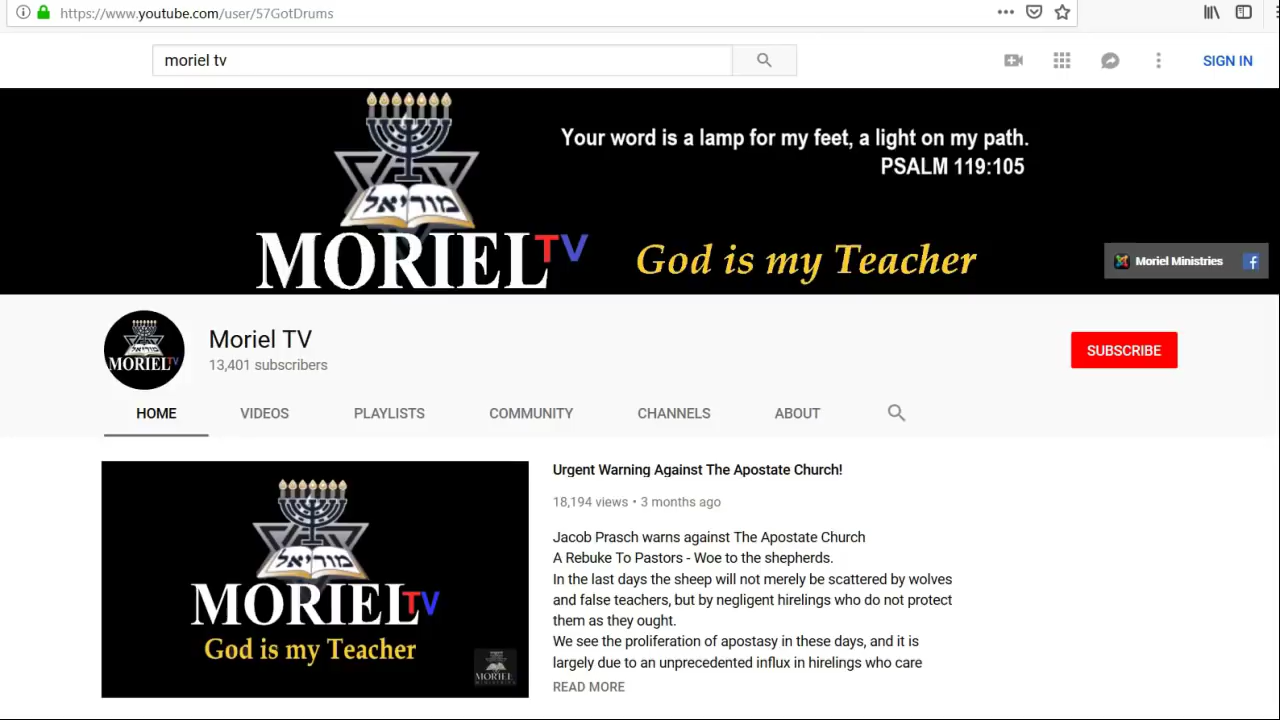 https://www.youtube.com/user/57GotDrums
moriel tv
SIGN IN
Your word is a lamp for my feet, a light on my path.
PSALM 119:105
מוריאל
MORIEL TV
God is my Teacher
Moriel Ministries
MORIEL TV
Moriel TV
13,401 subscribers
SUBSCRIBE
HOME VIDEOS PLAYLISTS COMMUNITY CHANNELS ABOUT
מוריאל
MORIEL TV
God is my Teacher
MORIEL
MINISTRIES
Urgent Warning Against The Apostate Church!
18,194 views • 3 months ago
Jacob Prasch warns against The Apostate Church
A Rebuke To Pastors - Woe to the shepherds.
In the last days the sheep will not merely be scattered by wolves
and false teachers, but by negligent hirelings who do not protect
them as they ought.
We see the proliferation of apostasy in these days, and it is
largely due to an unprecedented influx in hirelings who care
READ MORE